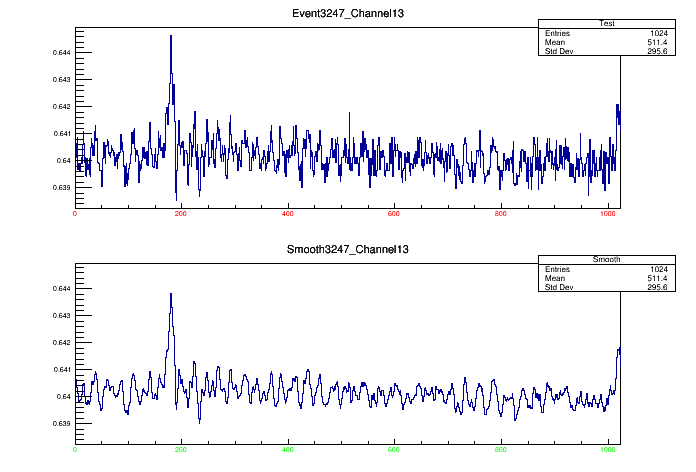 Event3247_Channel13
Test
Entries 1024
Mean 511.4
Std Dev 295.6
0.644
0.643
0.642
0.641
0.64
0.639
0 200 400 600 800 1000
Smooth3247_Channel13
Smooth
Entries 1024
Mean 511.4
Std Dev 295.6
0.644
0.643
0.642
0.641
0.64
0.639
0 200 400 600 800 1000